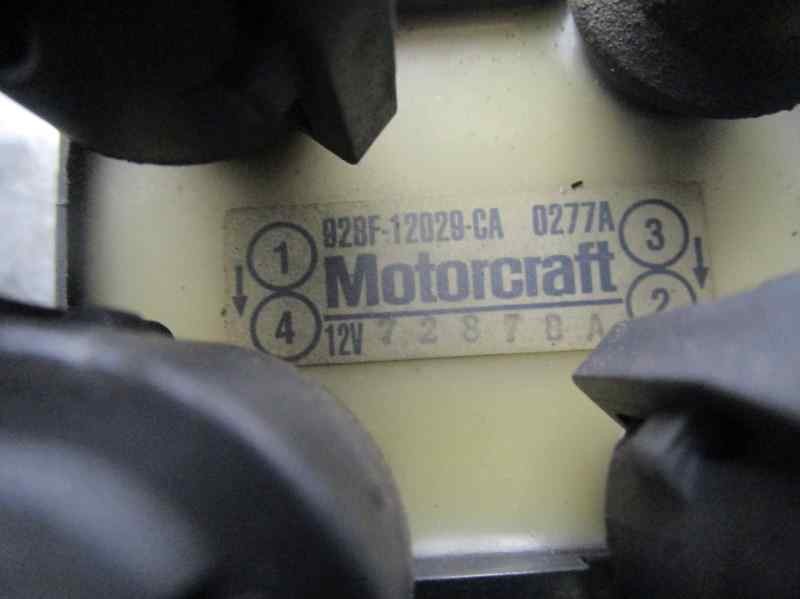 928F-12029-CA 0277A
1 Motorcraft 3
4 12V 72870A 2